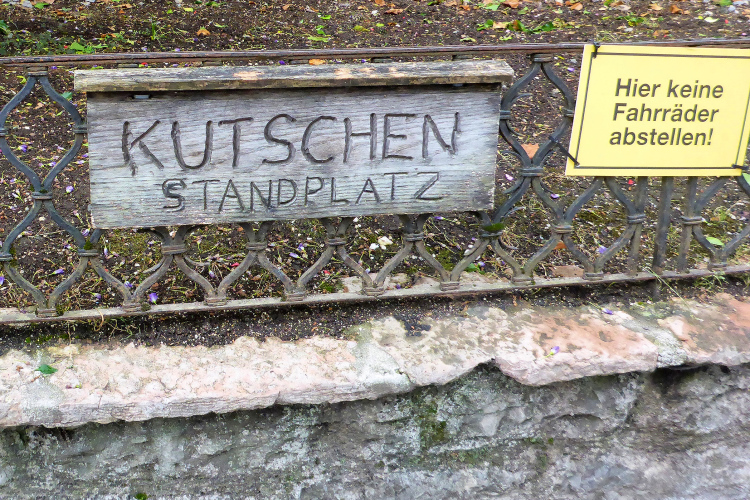 KUTSCHEN
STANDPLATZ
Hier keine
Fahrräder
abstellen!